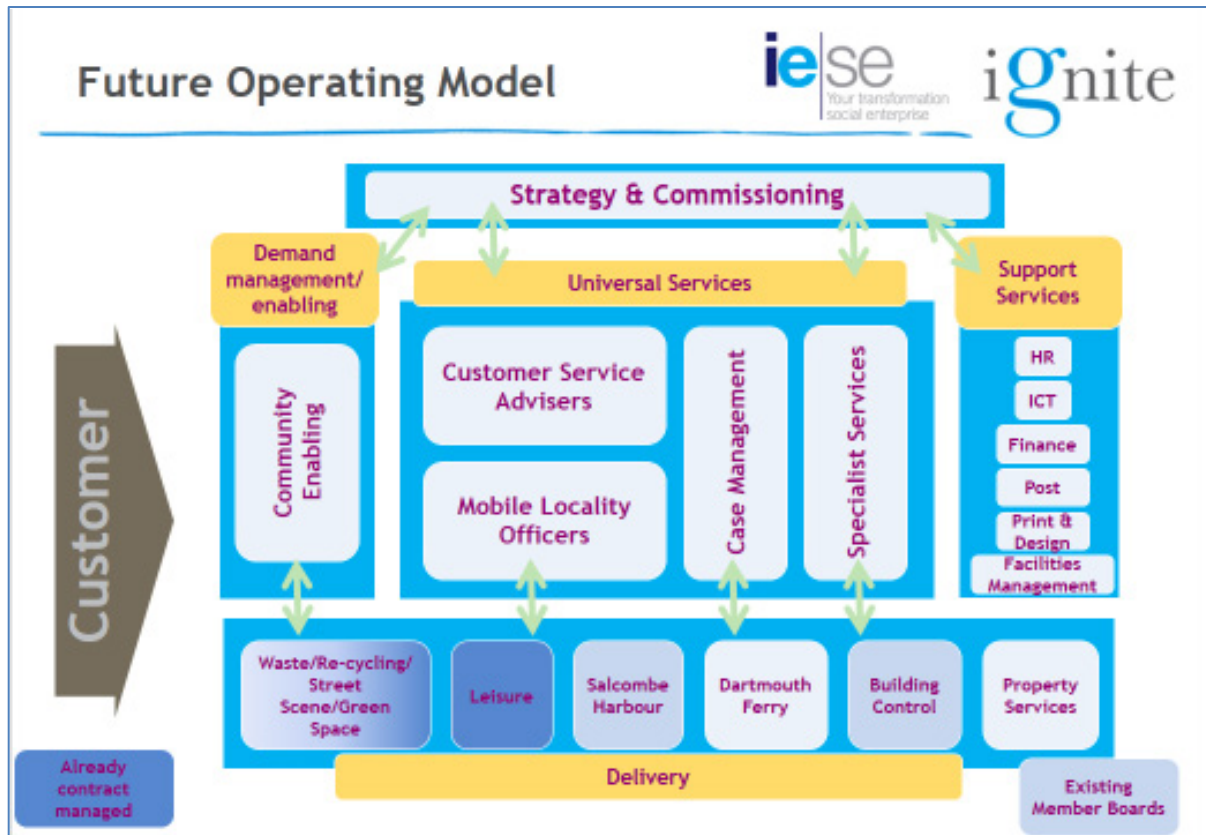 Future Operating Model
iese
Your transformation
social enterprise
ignite
Strategy & Commissioning
Demand
management/
enabling
Universal Services
Support
Services
Customer
Community
Enabling
Customer Service
Advisers
Mobile Locality
Officers
Case Management
Specialist Services
HR
ICT
Finance
Post
Print &
Design
Facilities
Management
Waste/Re-cycling/
Street
Scene/Green
Space
Leisure
Salcombe
Harbour
Dartmouth
Ferry
Building
Control
Property
Services
Already
contract
managed
Delivery
Existing
Member Boards